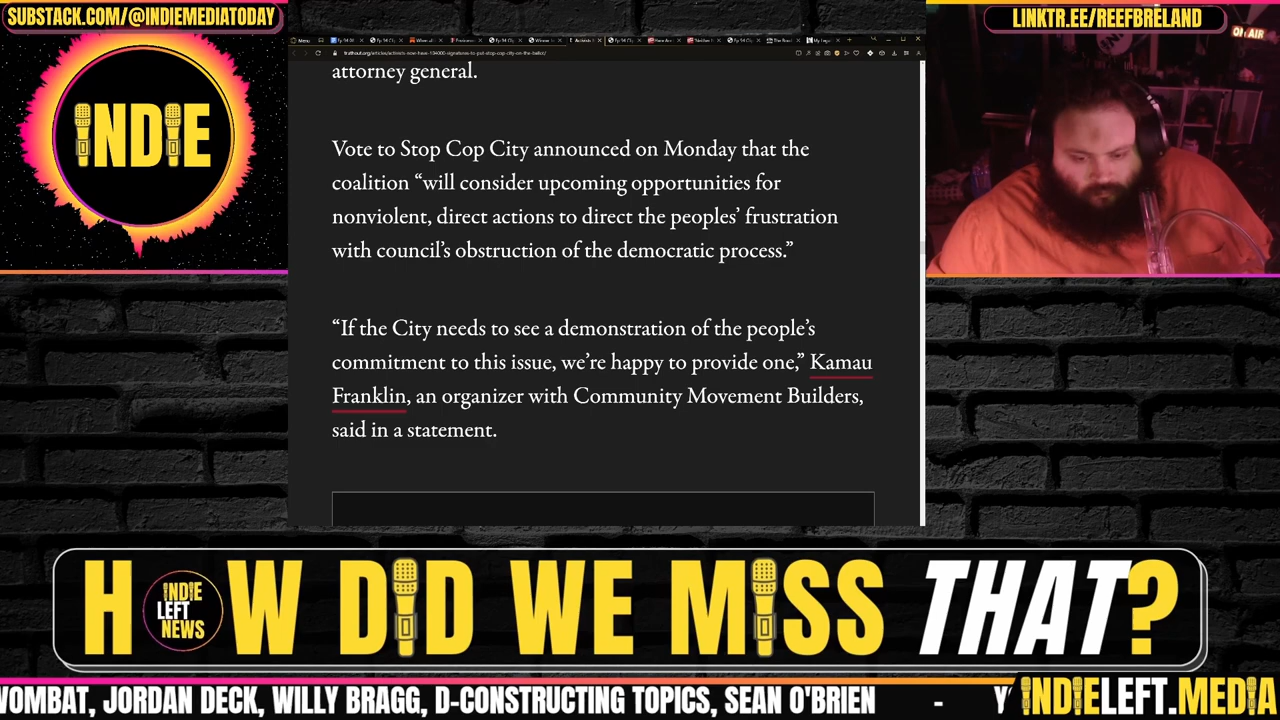 SUBSTACK.COM/@INDIEMEDIATODAY
LINKTR.EE/REEFBRELAND
ON AIR
INDIE
attorney general.
Vote to Stop Cop City announced on Monday that the
coalition “will consider upcoming opportunities for
nonviolent, direct actions to direct the peoples’ frustration
with council’s obstruction of the democratic process.”
“If the City needs to see a demonstration of the people’s
commitment to this issue, we’re happy to provide one,” Kamau
Franklin, an organizer with Community Movement Builders,
said in a statement.
HOW DID WE MISS THAT?
INDIE
LEFT
NEWS
WOMBAT, JORDAN DECK, WILLY BRAGG, D-CONSTRUCTING TOPICS, SEAN O'BRIEN - Y
INDIELEFT.MEDIA